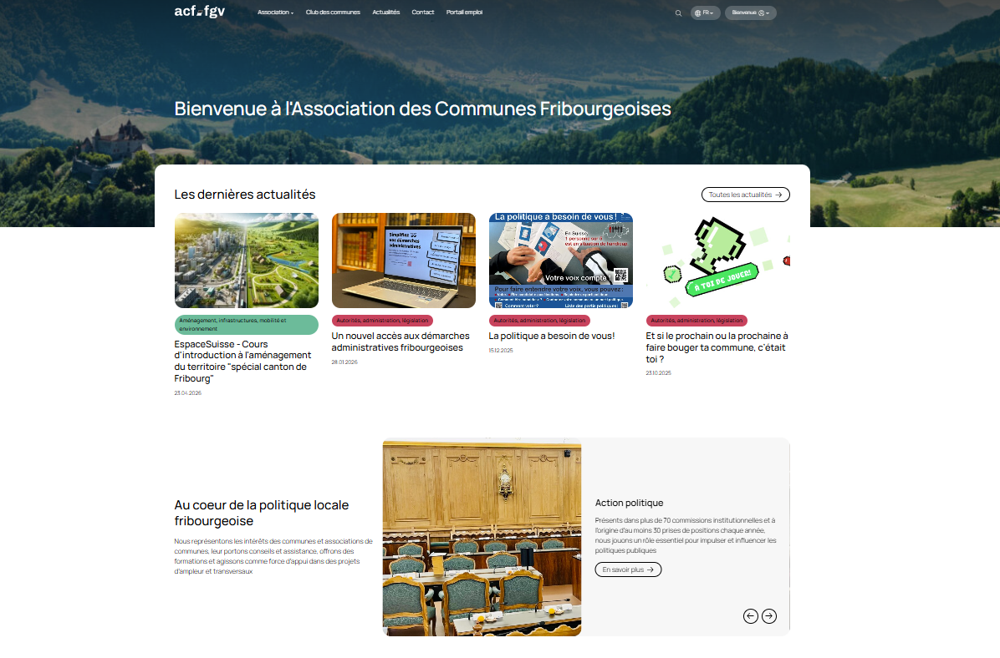 acf-fgv
Association
Club des communes
Actualités
Contact
Portail emploi
FR
Bienvenue
Bienvenue à l'Association des Communes Fribourgeoises
Les dernières actualités
Toutes les actualités
Simplifiez
vos démarches
administratives
La politique a besoin de vous !
En Suisse,
1 personne sur 5
est en situation de handicap.
Votre voix compte
Pour faire entendre votre voix, vous pouvez :
Comment voter ?
Liste des partis politiques :
À TOI DE JOUER!
Aménagement, infrastructures, mobilité et
environnement
EspaceSuisse - Cours
d'introduction à l'aménagement
du territoire "spécial canton de
Fribourg"
23.04.2026
Autorités, administration, législation
Un nouvel accès aux démarches
administratives fribourgeoises
28.01.2026
Autorités, administration, législation
La politique a besoin de vous!
15.12.2025
Autorités, administration, législation
Et si le prochain ou la prochaine à
faire bouger ta commune, c'était
toi ?
23.10.2025
Au coeur de la politique locale
fribourgeoise
Nous représentons les intérêts des communes et associations de
communes, leur portons conseils et assistance, offrons des
formations et agissons comme force d'appui dans des projets
d'ampleur et transversaux
Action politique
Présents dans plus de 70 commissions institutionnelles et à
l'origine d'au moins 30 prises de positions chaque année,
nous jouons un rôle essentiel pour impulser et influencer les
politiques publiques
En savoir plus